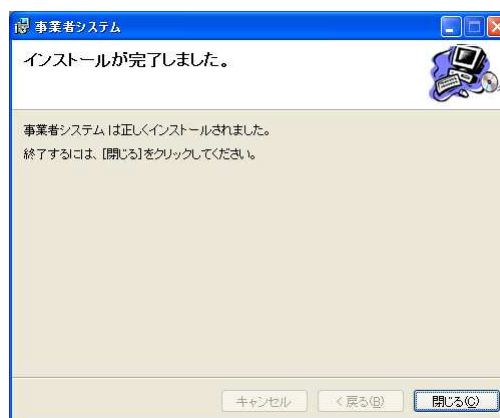 事業者システム
インストールが完了しました。
事業者システム は正しくインストールされました。
終了するには、[閉じる]をクリックしてください。
キャンセル
< 戻る(B)
閉じる(C)